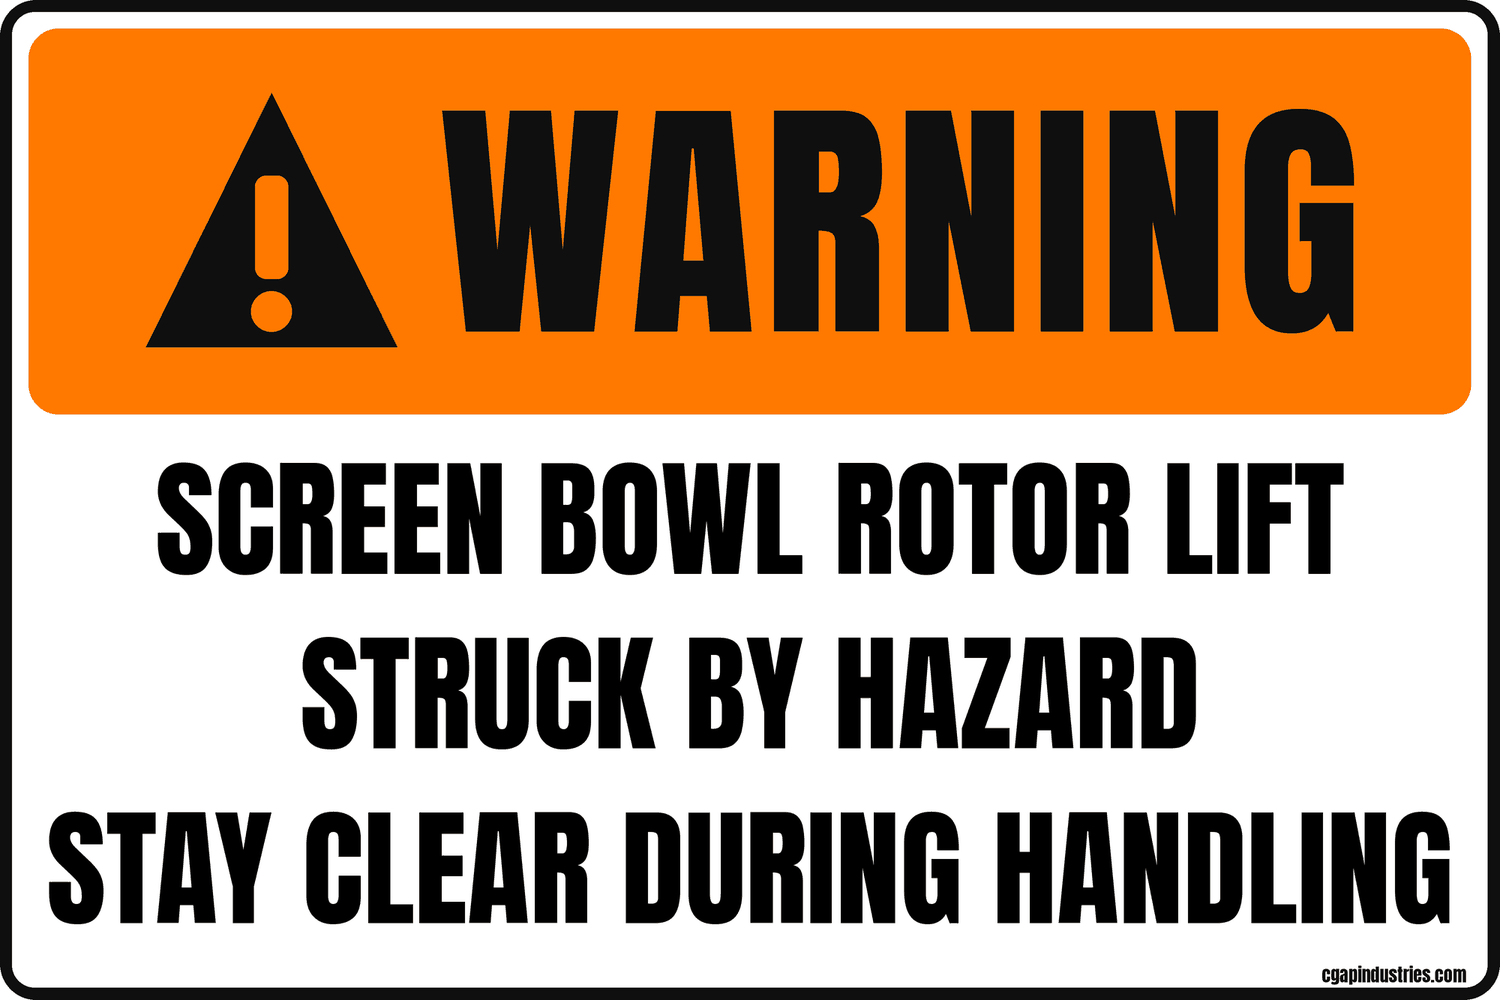 WARNING
SCREEN BOWL ROTOR LIFT
STRUCK BY HAZARD
STAY CLEAR DURING HANDLING
cgapindustries.com